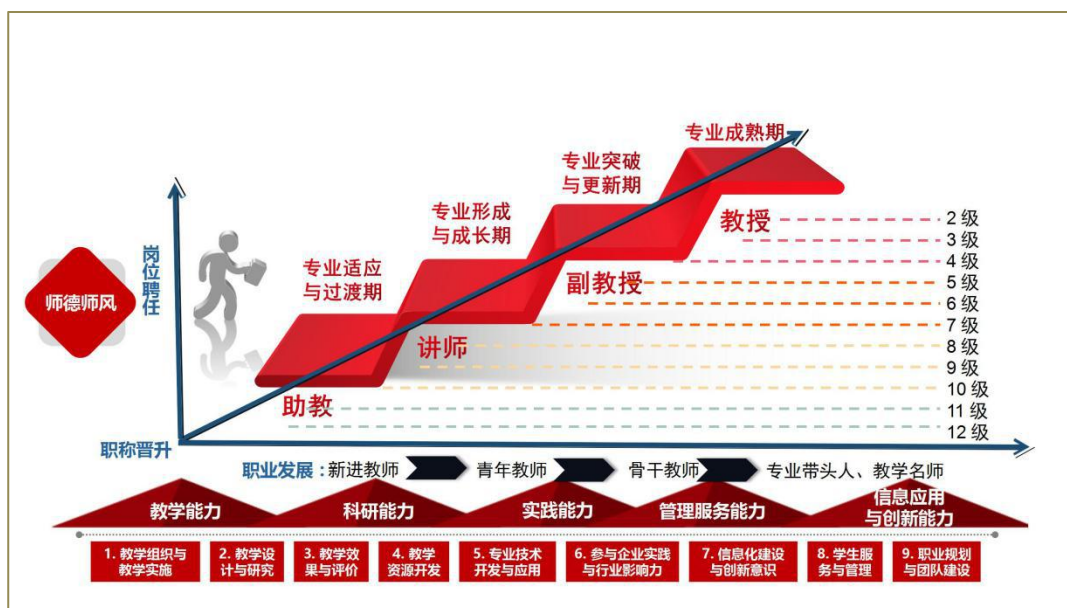 专业成熟期
专业突破
与更新期
专业形成
与成长期
专业适应
与过渡期
师德师风
岗位聘任
教授
副教授
讲师
助教
2 级
3 级
4 级
5 级
6 级
7 级
8 级
9 级
10 级
11 级
12 级
职称晋升
职业发展：新进教师 青年教师 骨干教师 专业带头人、教学名师
教学能力
科研能力
实践能力
管理服务能力
信息应用
与创新能力
1. 教学组织与
教学实施
2. 教学设
计与研究
3. 教学效
果与评价
4. 教学
资源开发
5. 专业技术
开发与应用
6. 参与企业实践
与行业影响力
7. 信息化建设
与创新意识
8. 学生服
务与管理
9. 职业规划
与团队建设